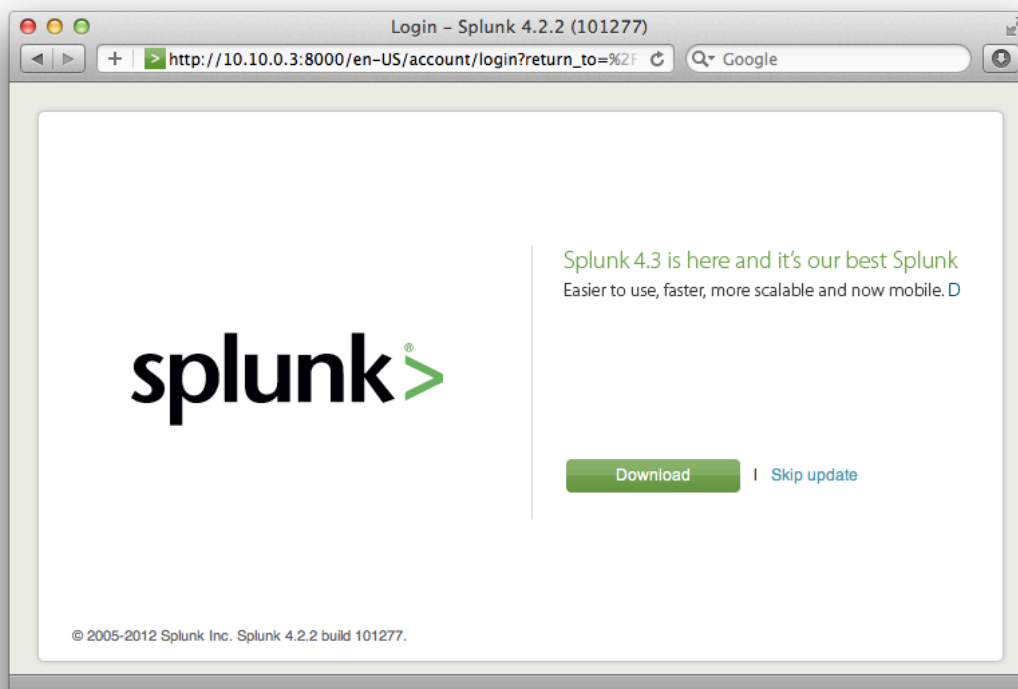 Login – Splunk 4.2.2 (101277)
http://10.10.0.3:8000/en-US/account/login?return_to=%2F
Google
Splunk 4.3 is here and it's our best Splunk
Easier to use, faster, more scalable and now mobile. D
splunk>®
Download | Skip update
© 2005-2012 Splunk Inc. Splunk 4.2.2 build 101277.